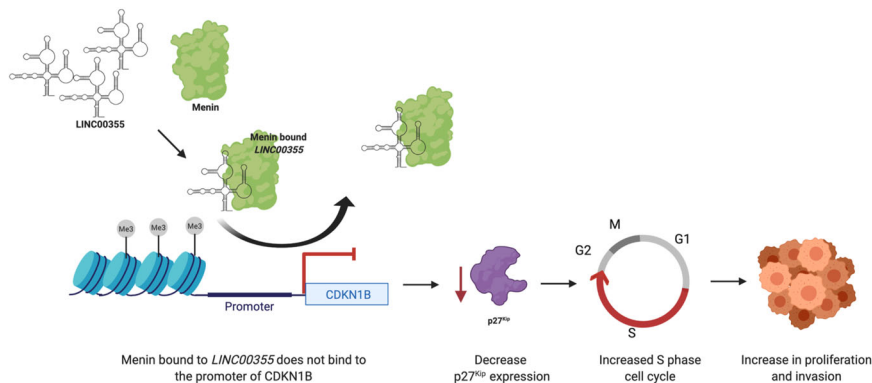 LINC00355
Menin
Menin bound
LINC00355
Me3
Me3
Me3
Promoter
CDKN1B
p27Kip
M
G1
G2
S
Menin bound to LINC00355 does not bind to
the promoter of CDKN1B
Decrease
p27Kip expression
Increased S phase
cell cycle
Increase in proliferation
and invasion